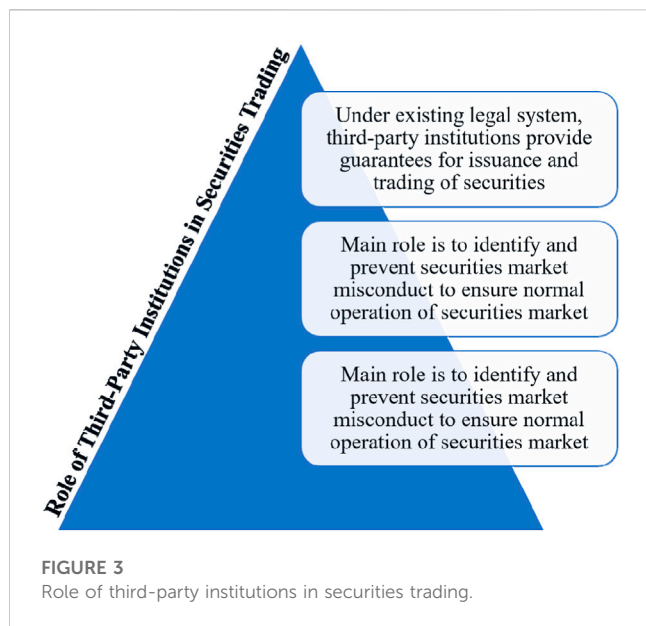 Role of Third-Party Institutions in Securities Trading
Under existing legal system,
third-party institutions provide
guarantees for issuance and
trading of securities
Main role is to identify and
prevent securities market
misconduct to ensure normal
operation of securities market
Main role is to identify and
prevent securities market
misconduct to ensure normal
operation of securities market
FIGURE 3
Role of third-party institutions in securities trading.